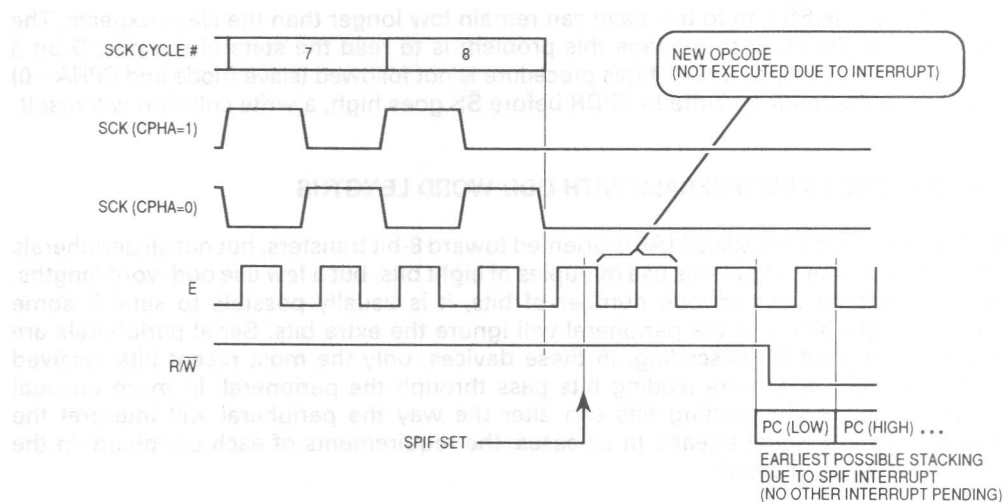 SCK CYCLE #
7
8
NEW OPCODE
(NOT EXECUTED DUE TO INTERRUPT)
SCK (CPHA=1)
SCK (CPHA=0)
E
R/W̅
SPIF SET
PC (LOW) PC (HIGH) ...
EARLIEST POSSIBLE STACKING
DUE TO SPIF INTERRUPT
(NO OTHER INTERRUPT PENDING)